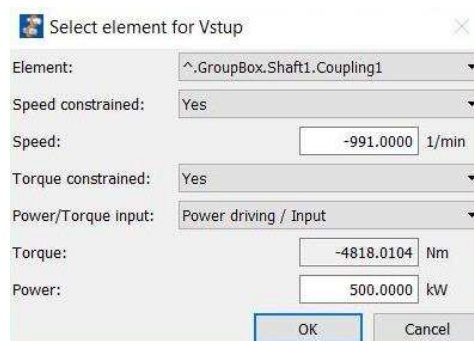 Select element for Vstup
Element: ^.GroupBox.Shaft1.Coupling1
Speed constrained: Yes
Speed: -991.0000 1/min
Torque constrained: Yes
Power/Torque input: Power driving / Input
Torque: -4818.0104 Nm
Power: 500.0000 kW
OK Cancel